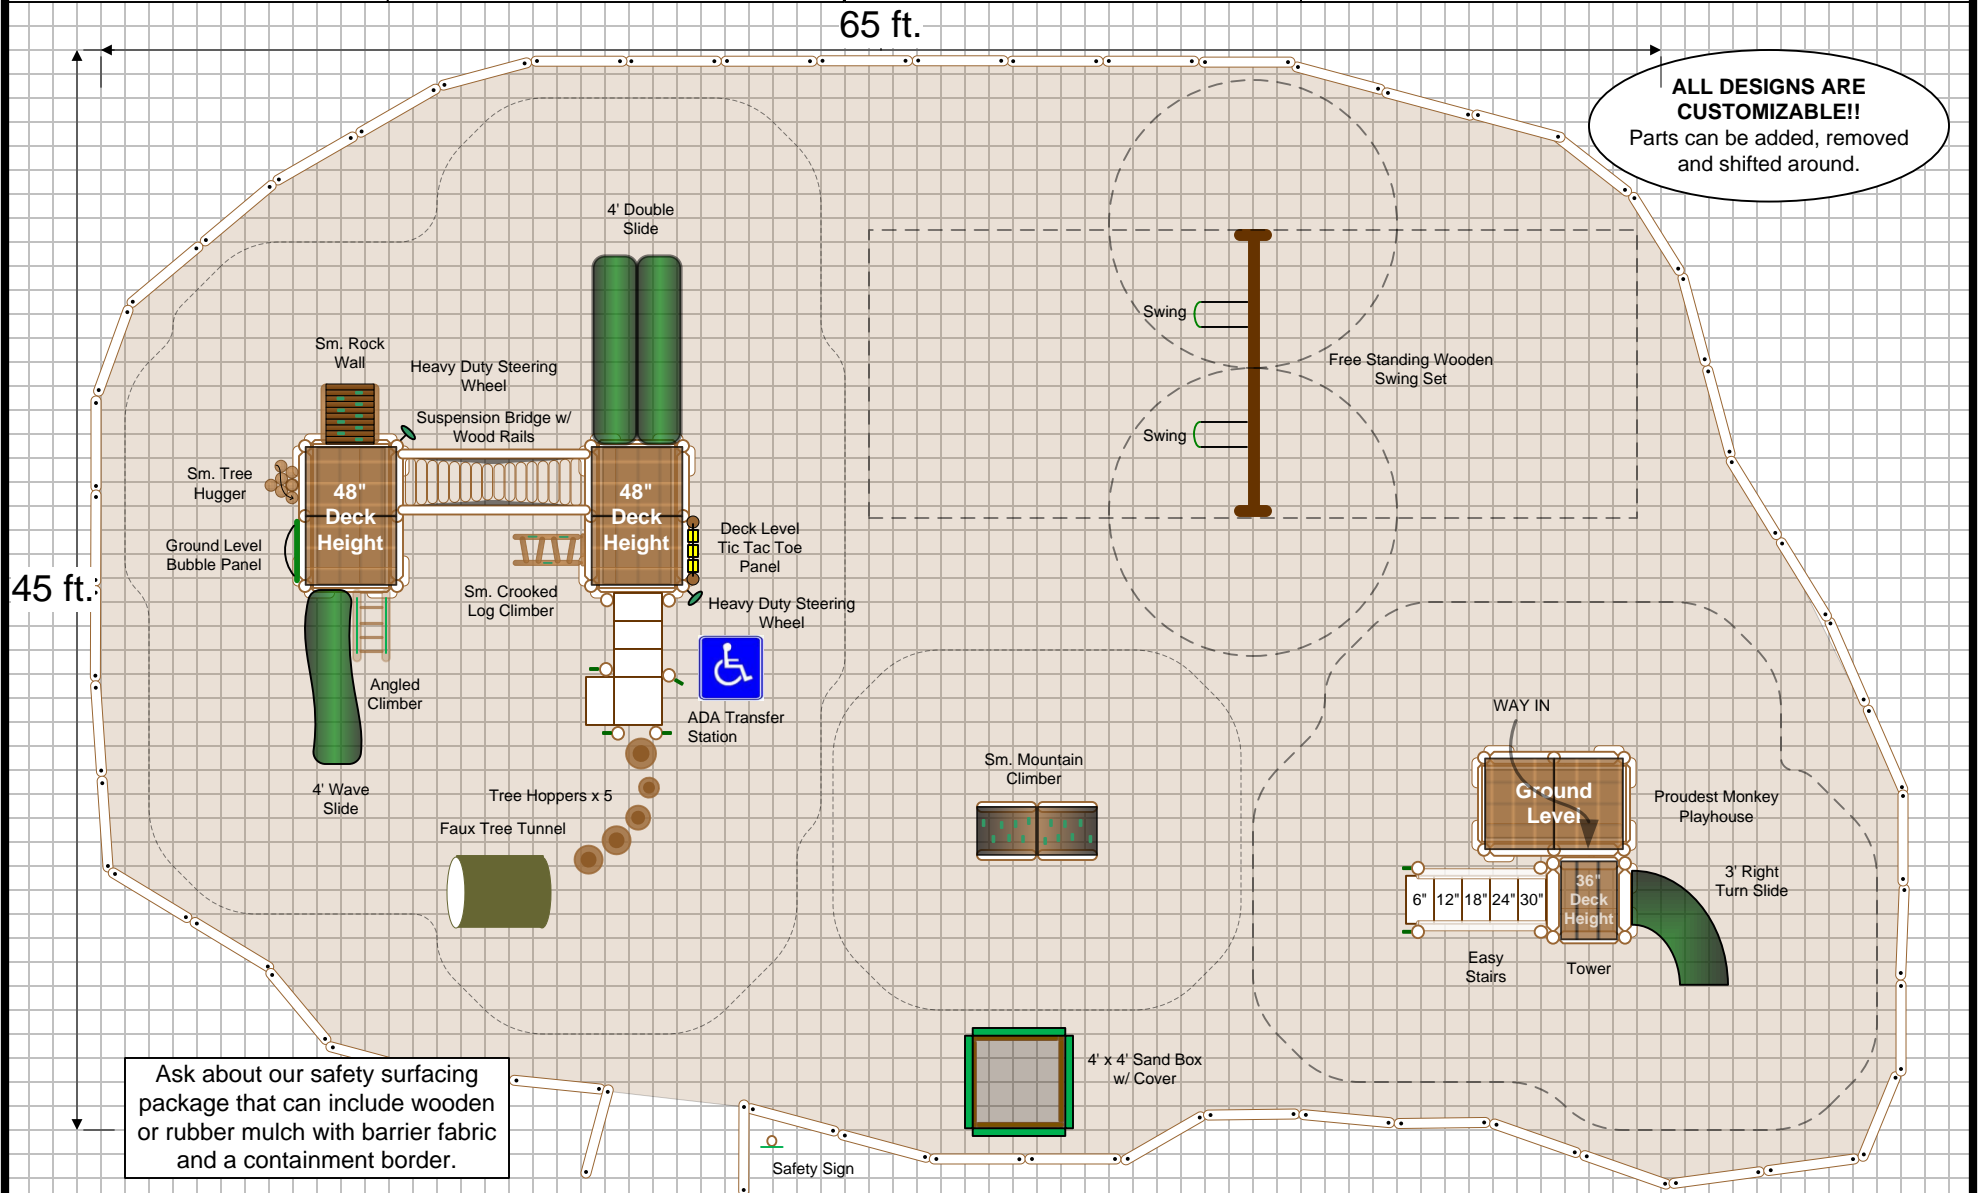 65 ft.
ALL DESIGNS ARE
CUSTOMIZABLE!!
Parts can be added, removed
and shifted around.
4' Double
Slide
Swing
Sm. Rock
Wall
Heavy Duty Steering
Wheel
Free Standing Wooden
Swing Set
Suspension Bridge w/
Wood Rails
Swing
Sm. Tree
Hugger
48"
Deck
Height
48"
Deck
Height
Ground Level
Bubble Panel
Deck Level
Tic Tac Toe
Panel
45 ft.
Sm. Crooked
Log Climber
Heavy Duty Steering
Wheel
Angled
Climber
ADA Transfer
Station
WAY IN
4' Wave
Slide
Tree Hoppers x 5
Sm. Mountain
Climber
Ground
Level
Proudest Monkey
Playhouse
Faux Tree Tunnel
3' Right
Turn Slide
6" 12" 18" 24" 30"
36"
Deck
Height
Easy
Stairs
Tower
4' x 4' Sand Box
w/ Cover
Ask about our safety surfacing
package that can include wooden
or rubber mulch with barrier fabric
and a containment border.
Safety Sign